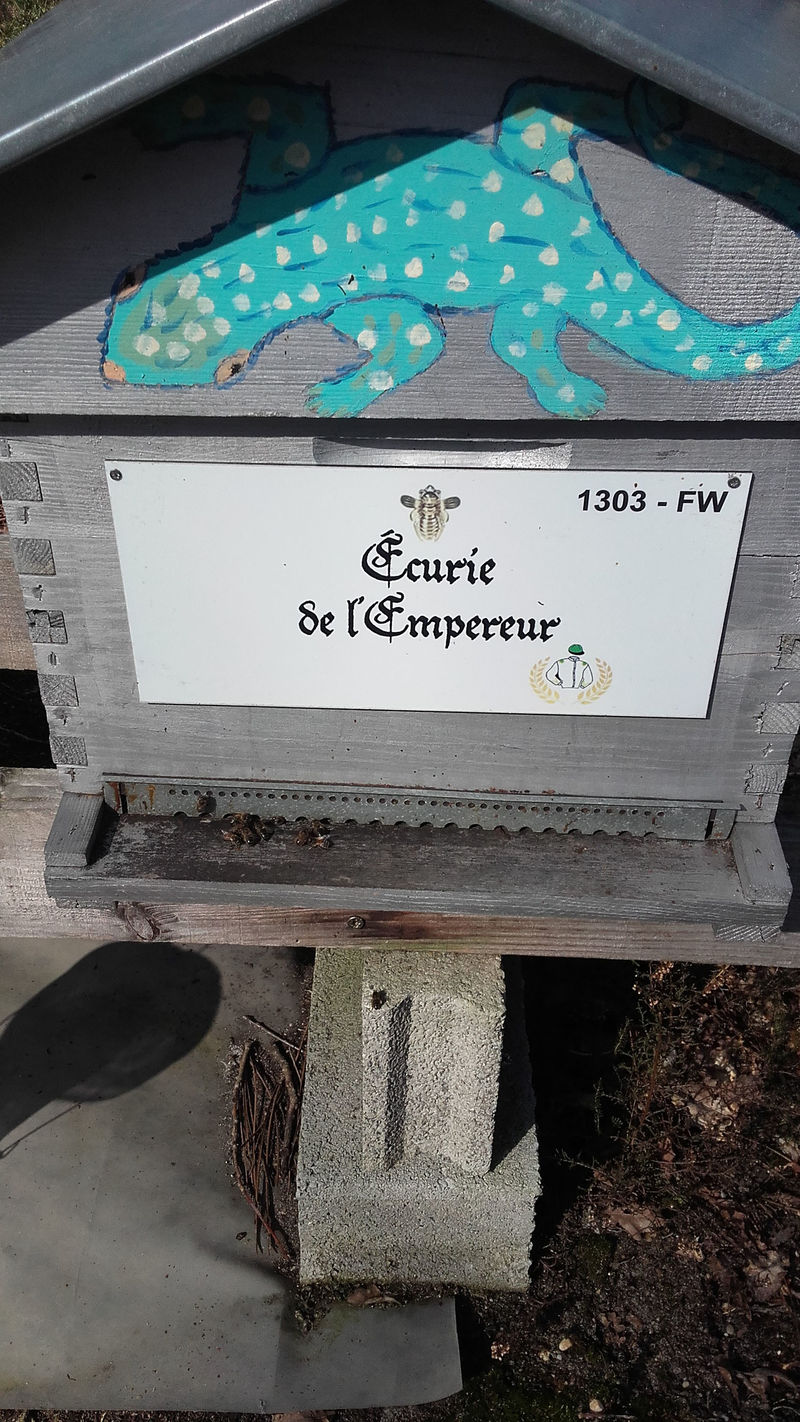 1303 - FW
Écurie
de l'Empereur